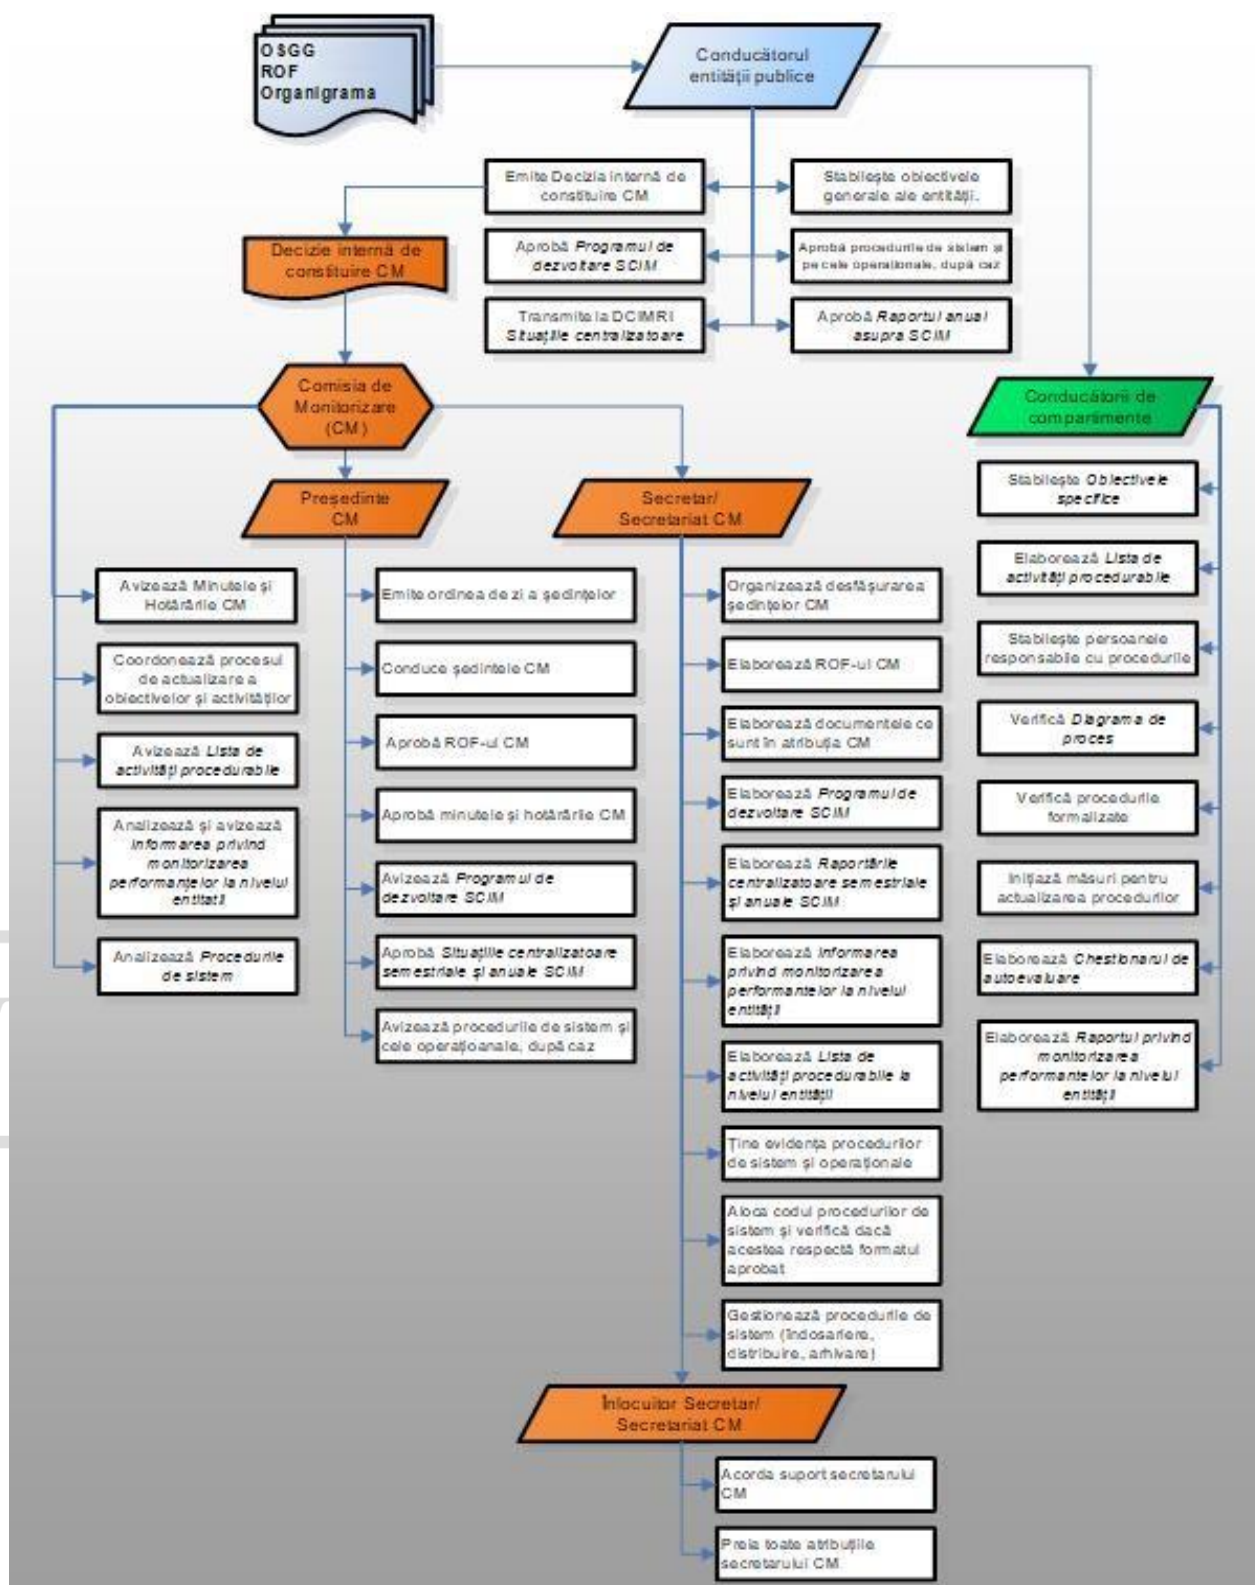 OSGG
ROF
Organigrama
Conducătorul
entității publice
Emite Decizia internă de
constituire CM
Stabilește obiectivele
generale ale entității.
Decizie internă de
constituire CM
Aprobă Programul de
dezvoltare SCIM
Aprobă procedurile de sistem și
pe cele operaționale, după caz
Transmite la DCIMRI
Situațiile centralizatoare
Aprobă Raportul anual
asupra SCIM
Comisia de
Monitorizare
(CM)
Conducătorii de
compartimente
Președinte
CM
Secretar/
Secretariat CM
Avizează Minutele și
Hotărârile CM
Coordonează procesul
de actualizare a
obiectivelor și activităților
Avizează Lista de
activități procedurabile
Analizează și avizează
Informarea privind
monitorizarea
performanțelor la nivelul
entitatii
Analizează Procedurile
de sistem
Emite ordinea de zi a ședințelor
Conduce ședintele CM
Aprobă ROF-ul CM
Aprobă minutele și hotărârile CM
Avizează Programul de
dezvoltare SCIM
Aprobă Situațiile centralizatoare
semestriale și anuale SCIM
Avizează procedurile de sistem și
cele operațioanale, după caz
Organizează desfășurarea
ședințelor CM
Elaborează ROF-ul CM
Elaborează documentele ce
sunt în atribuția CM
Elaborează Programul de
dezvoltare SCIM
Elaborează Raportările
centralizatoare semestriale
și anuale SCIM
Elaborează Informarea
privind monitorizarea
performantelor la nivelul
entității
Elaborează Lista de
activități procedurabile la
nivelul entității
Ține evidența procedurilor
de sistem și operaționale
Aloca codul procedurilor de
sistem și verifică dacă
acestea respectă formatul
aprobat
Gestionează procedurile de
sistem (îndosariere,
distribuire, arhivare)
Stabilește Obiectivele
specifice
Elaborează Lista de
activități procedurabile
Stabilește persoanele
responsabile cu procedurile
Verifică Diagrama de
proces
Verifică procedurile
formalizate
Inițiază măsuri pentru
actualizarea procedurilor
Elaborează Chestionarul de
autoevaluare
Elaborează Raportul privind
monitorizarea
performantelor la nivelul
entității
Înlocuitor Secretar/
Secretariat CM
Acorda suport secretarului
CM
Preia toate atribuțiile
secretarului CM